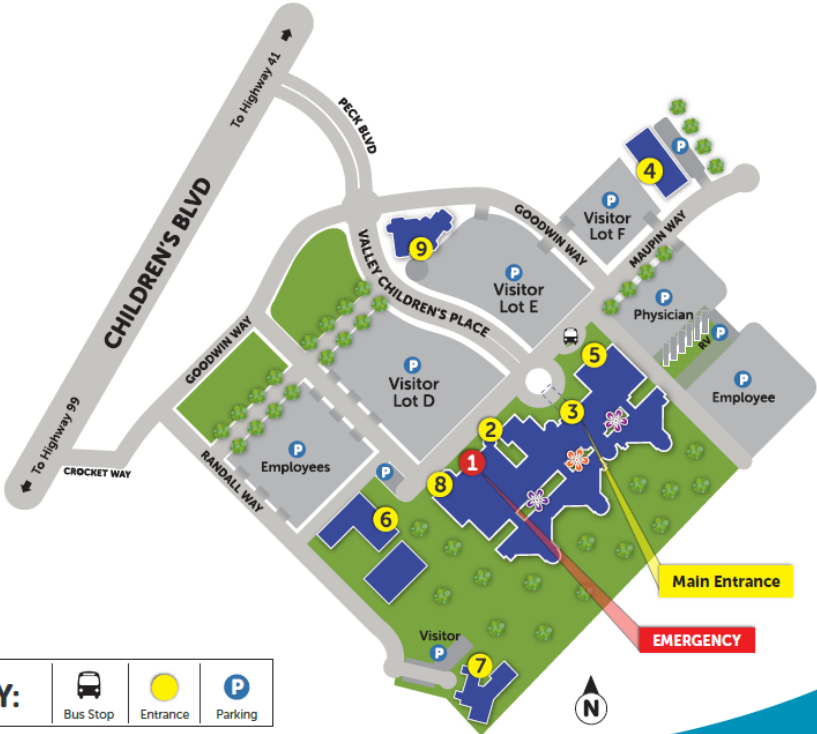 To Highway 41
PECK BLVD
CHILDREN'S BLVD
4
P
P
Visitor
Lot F
GOODWIN WAY
MAUPIN WAY
9
VALLEY CHILDREN'S PLACE
P
Visitor
Lot E
P
Physician
RV
P
P
Employee
GOODWIN WAY
P
Visitor
Lot D
5
3
2
1
8
To Highway 99
CROCKET WAY
P
Employees
RANDALL WAY
P
6
Main Entrance
EMERGENCY
Visitor
P
7
N
Y:
Bus Stop
Entrance
P
Parking